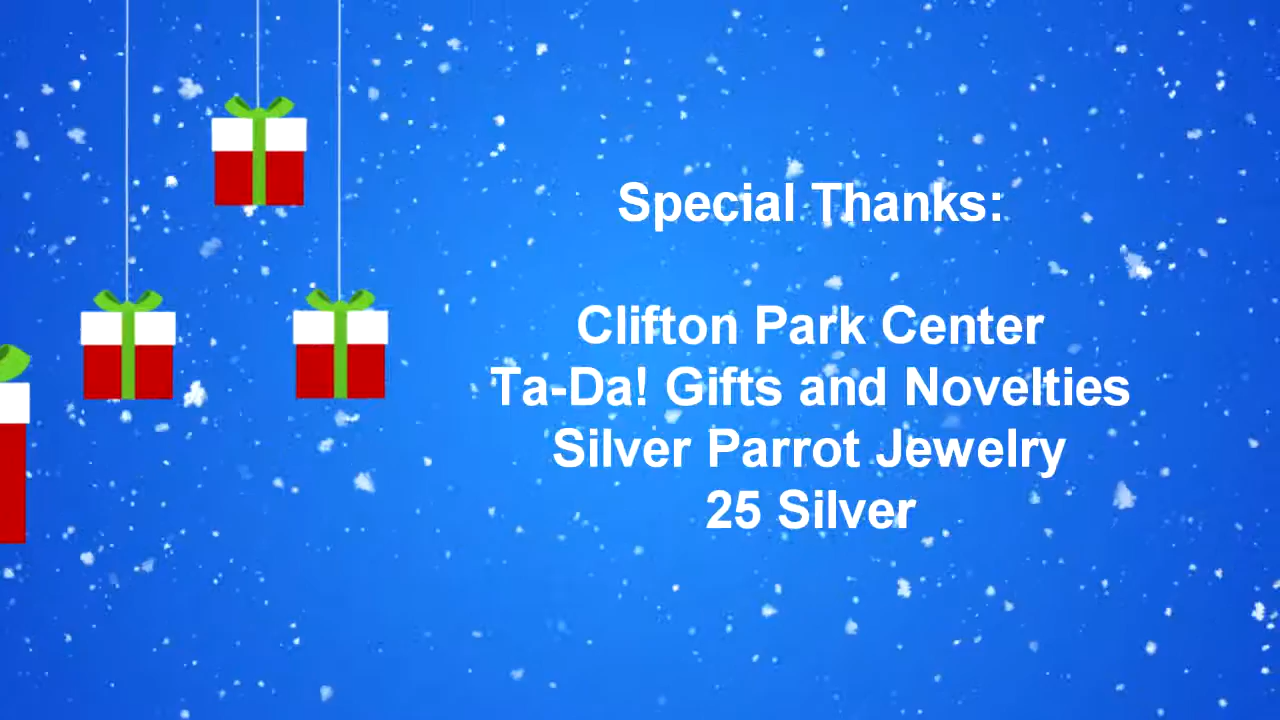 Special Thanks:
Clifton Park Center
Ta-Da! Gifts and Novelties
Silver Parrot Jewelry
25 Silver